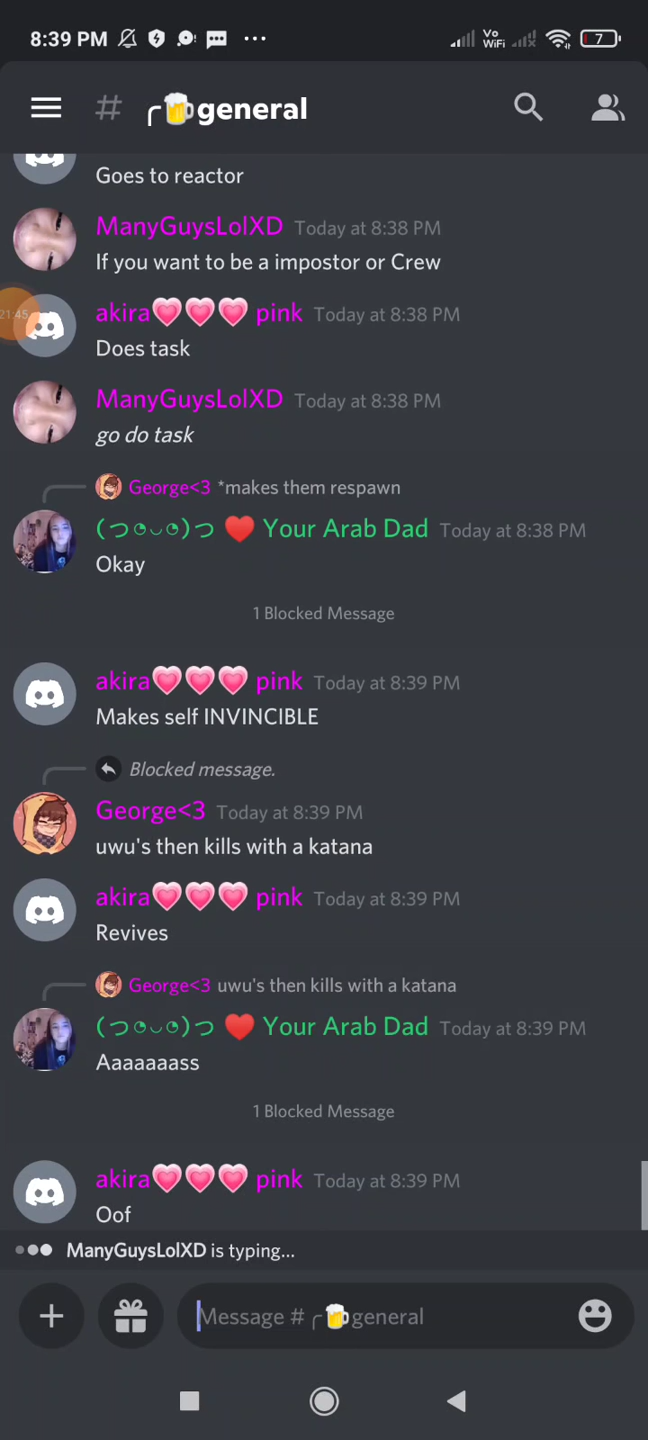 8:39 PM
Vo
WiFi
7
# ╭🍺general
Goes to reactor
ManyGuysLolXD Today at 8:38 PM
If you want to be a impostor or Crew
21:45
akira💗💗💗 pink Today at 8:38 PM
Does task
ManyGuysLolXD Today at 8:38 PM
go do task
George<3 *makes them respawn
(つ◔◡◔)つ ♥ Your Arab Dad Today at 8:38 PM
Okay
1 Blocked Message
akira💗💗💗 pink Today at 8:39 PM
Makes self INVINCIBLE
Blocked message.
George<3 Today at 8:39 PM
uwu's then kills with a katana
akira💗💗💗 pink Today at 8:39 PM
Revives
George<3 uwu's then kills with a katana
(つ◔◡◔)つ ♥ Your Arab Dad Today at 8:39 PM
Aaaaaaass
1 Blocked Message
akira💗💗💗 pink Today at 8:39 PM
Oof
ManyGuysLolXD is typing...
Message # ╭🍺general